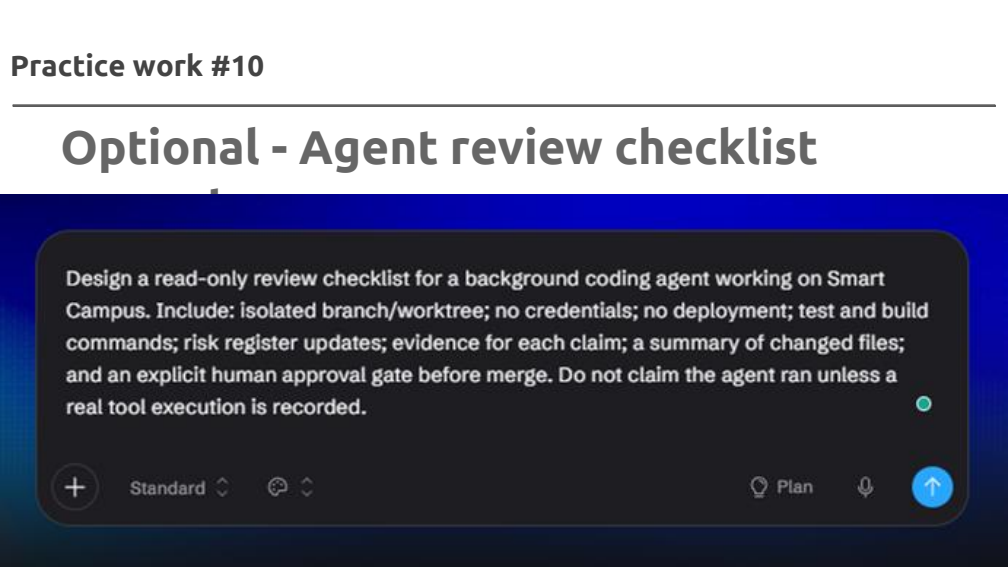 Practice work #10
Optional - Agent review checklist
Design a read-only review checklist for a background coding agent working on Smart
Campus. Include: isolated branch/worktree; no credentials; no deployment; test and build
commands; risk register updates; evidence for each claim; a summary of changed files;
and an explicit human approval gate before merge. Do not claim the agent ran unless a
real tool execution is recorded.
Standard
Plan